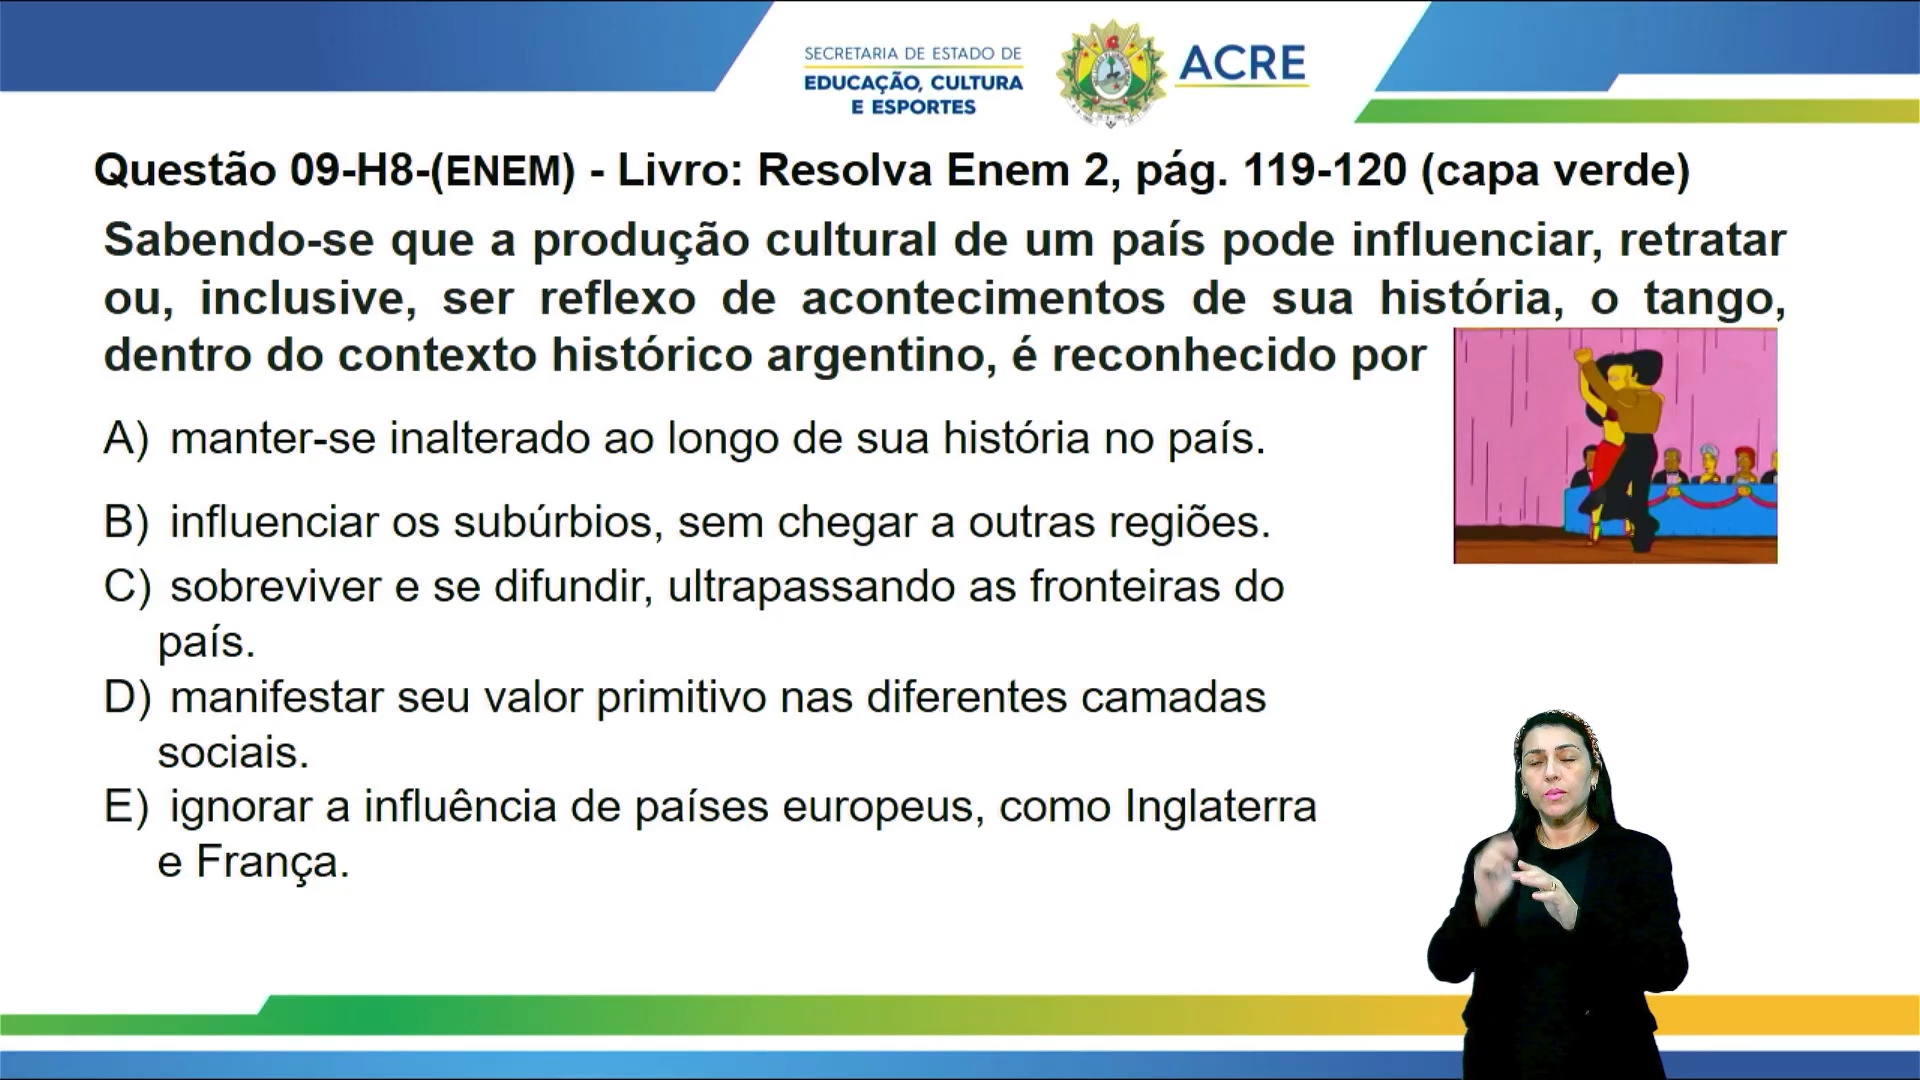 SECRETARIA DE ESTADO DE
EDUCAÇÃO, CULTURA
E ESPORTES
ACRE
Questão 09-H8-(ENEM) - Livro: Resolva Enem 2, pág. 119-120 (capa verde)
Sabendo-se que a produção cultural de um país pode influenciar, retratar
ou, inclusive, ser reflexo de acontecimentos de sua história, o tango,
dentro do contexto histórico argentino, é reconhecido por
A) manter-se inalterado ao longo de sua história no país.
B) influenciar os subúrbios, sem chegar a outras regiões.
C) sobreviver e se difundir, ultrapassando as fronteiras do
país.
D) manifestar seu valor primitivo nas diferentes camadas
sociais.
E) ignorar a influência de países europeus, como Inglaterra
e França.